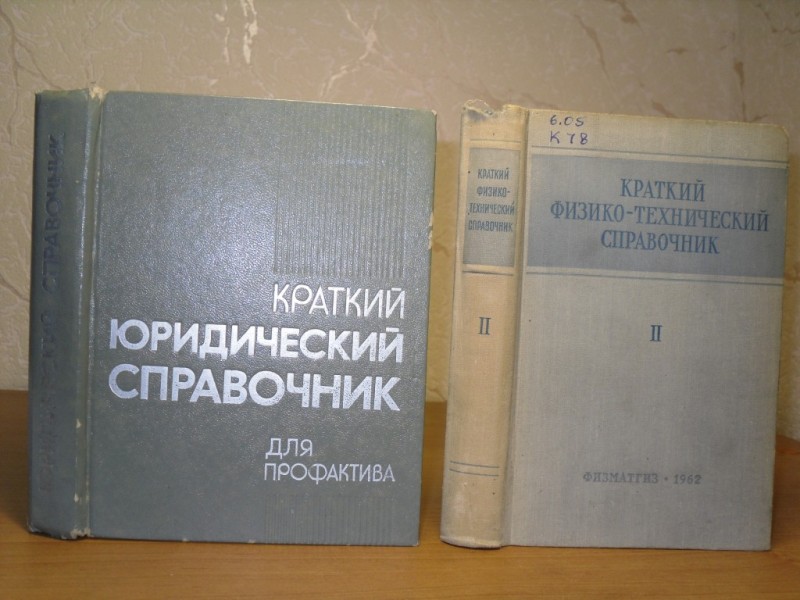 КРАТКИЙ
ЮРИДИЧЕСКИЙ
СПРАВОЧНИК
ДЛЯ
ПРОФАКТИВА
СПРАВОЧНИК
6.05
К 78
КРАТКИЙ
ФИЗИКО-ТЕХНИЧЕСКИЙ
СПРАВОЧНИК
II
ФИЗМАТГИЗ • 1962
КРАТКИЙ
ФИЗИКО-
ТЕХНИЧЕСКИЙ
СПРАВОЧНИК
II